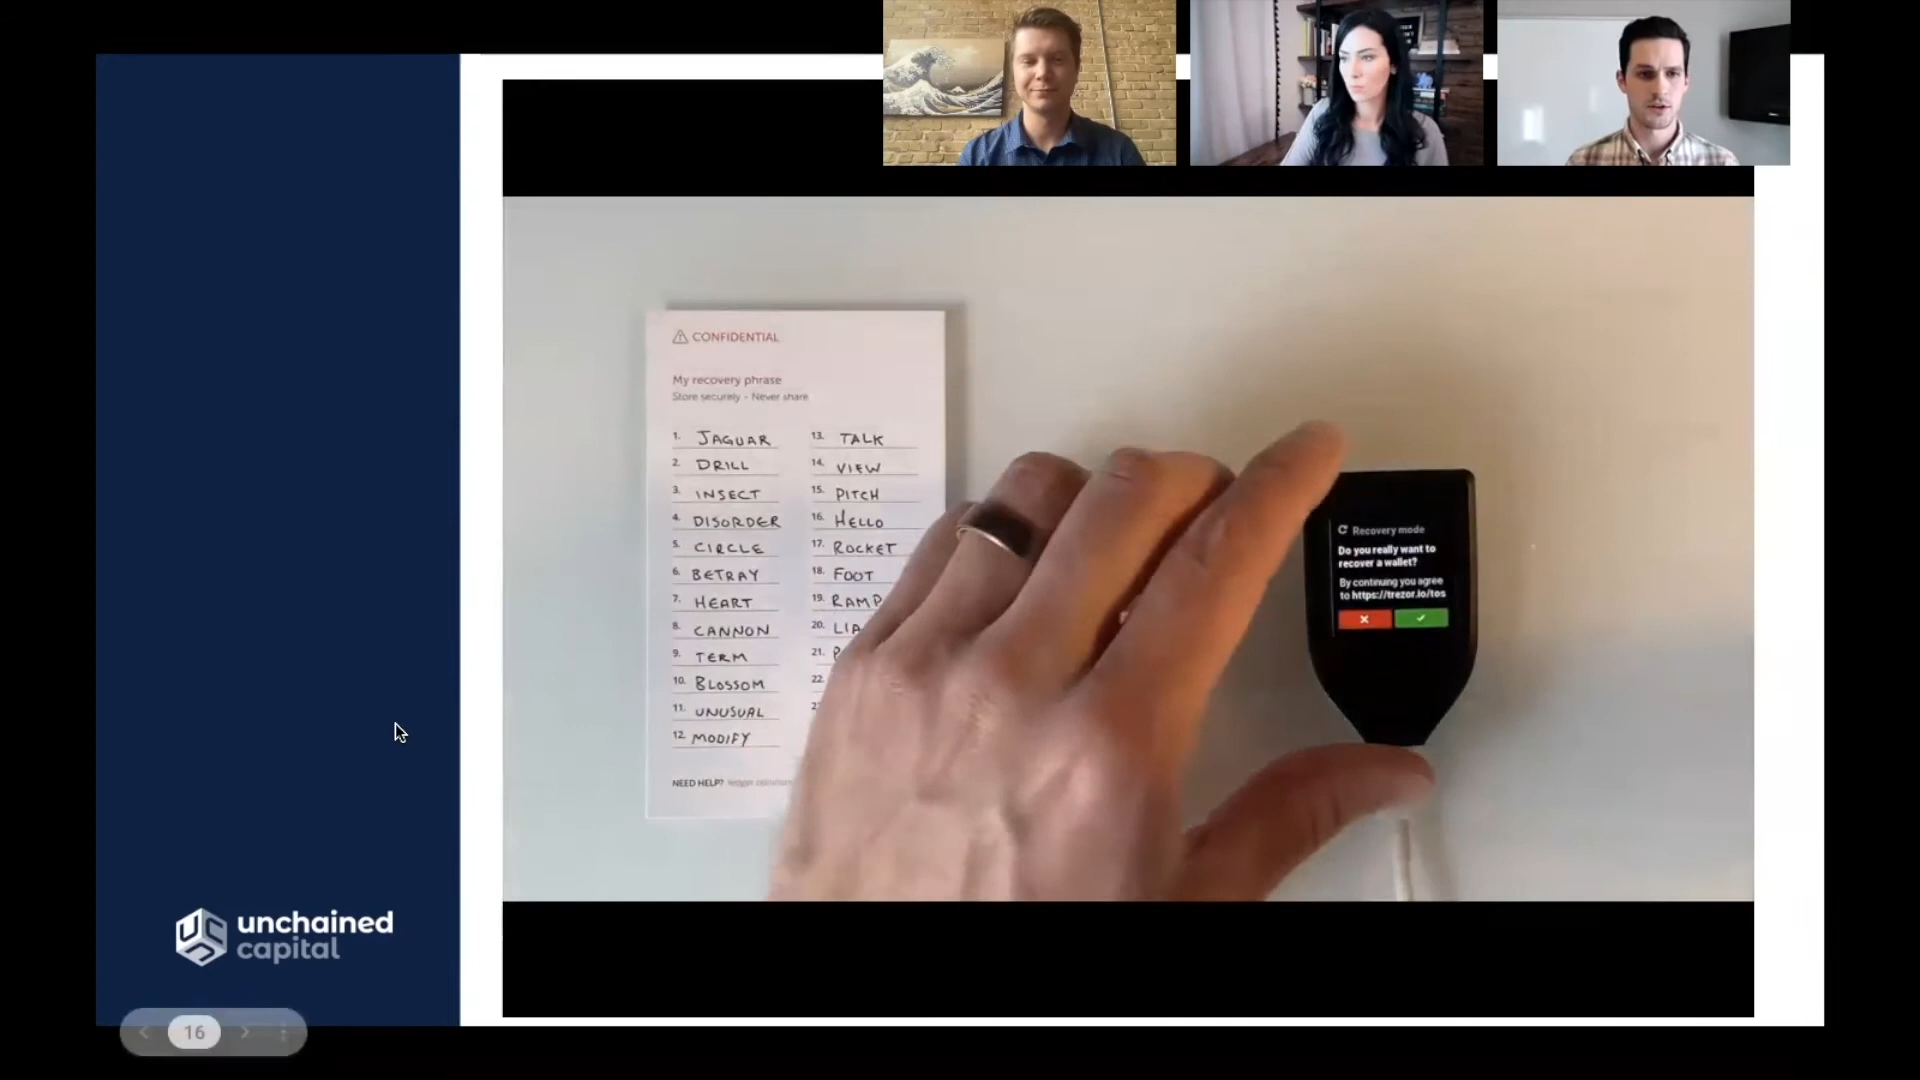 CONFIDENTIAL
My recovery phrase
Store securely - Never share
1. JAGUAR
2. DRILL
3. INSECT
4. DISORDER
5. CIRCLE
6. BETRAY
7. HEART
8. CANNON
9. TERM
10. BLOSSOM
11. UNUSUAL
12. MODIFY
13. TALK
14. VIEW
15. PITCH
16. HELLO
17. ROCKET
18. FOOT
19. RAMP
20.
21.
22.
NEED HELP?
Recovery mode
Do you really want to
recover a wallet?
By continuing you agree
to https://trezor.io/tos
unchained
capital
16